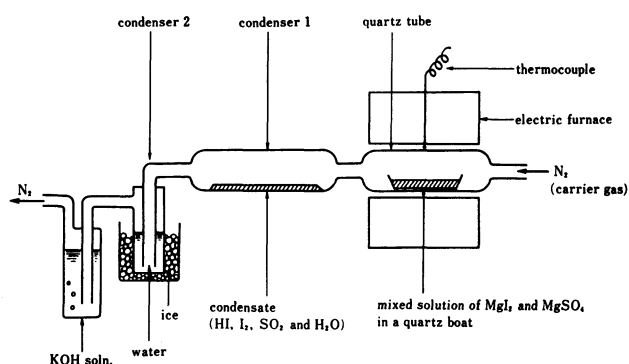 condenser 2
condenser 1
quartz tube
thermocouple
electric furnace
N₂
(carrier gas)
N₂
ice
water
KOH soln.
condensate
(HI, I₂, SO₂ and H₂O)
mixed solution of MgI₂ and MgSO₄
in a quartz boat